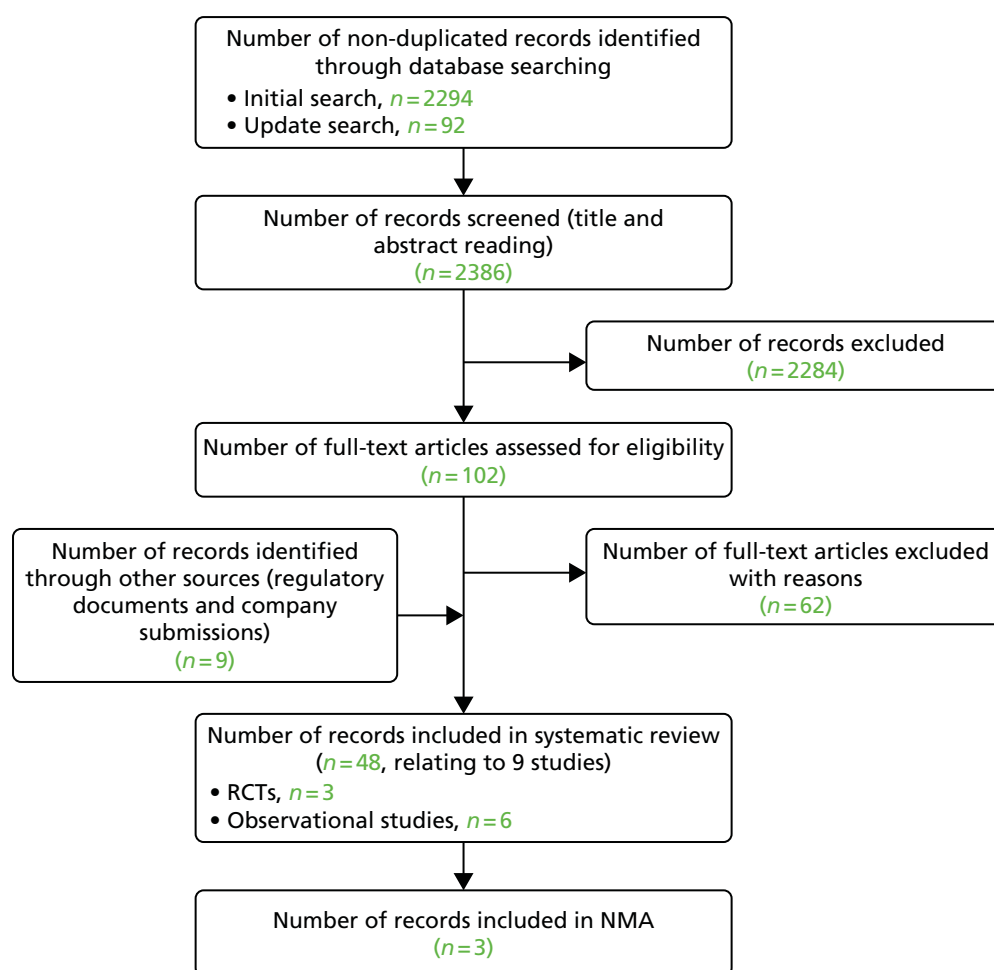 Number of non-duplicated records identified
through database searching
• Initial search, n=2294
• Update search, n=92
Number of records screened (title and
abstract reading)
(n=2386)
Number of records excluded
(n=2284)
Number of full-text articles assessed for eligibility
(n=102)
Number of records identified
through other sources (regulatory
documents and company
submissions)
(n=9)
Number of full-text articles excluded
with reasons
(n=62)
Number of records included in systematic review
(n=48, relating to 9 studies)
• RCTs, n=3
• Observational studies, n=6
Number of records included in NMA
(n=3)